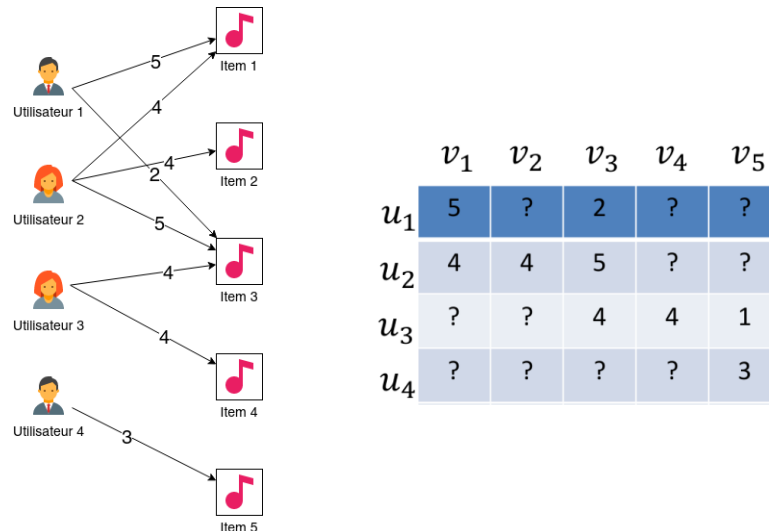 5
Item 1
Utilisateur 1
4
4
Item 2
2
Utilisateur 2
5
4
Item 3
Utilisateur 3
4
Item 4
Utilisateur 4
3
Item 5
v₁ v₂ v₃ v₄ v₅
u₁ 5 ? 2 ? ?
u₂ 4 4 5 ? ?
u₃ ? ? 4 4 1
u₄ ? ? ? ? 3